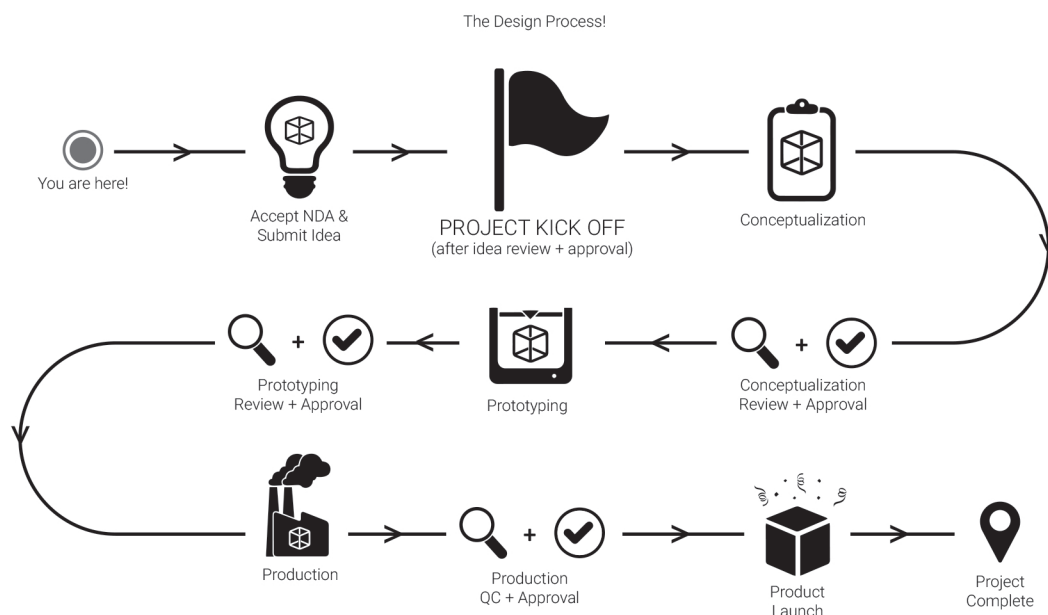 The Design Process!
You are here!
Accept NDA &
Submit Idea
PROJECT KICK OFF
(after idea review + approval)
Conceptualization
Conceptualization
Review + Approval
Prototyping
Prototyping
Review + Approval
Production
Production
QC + Approval
Product
Launch
Project
Complete